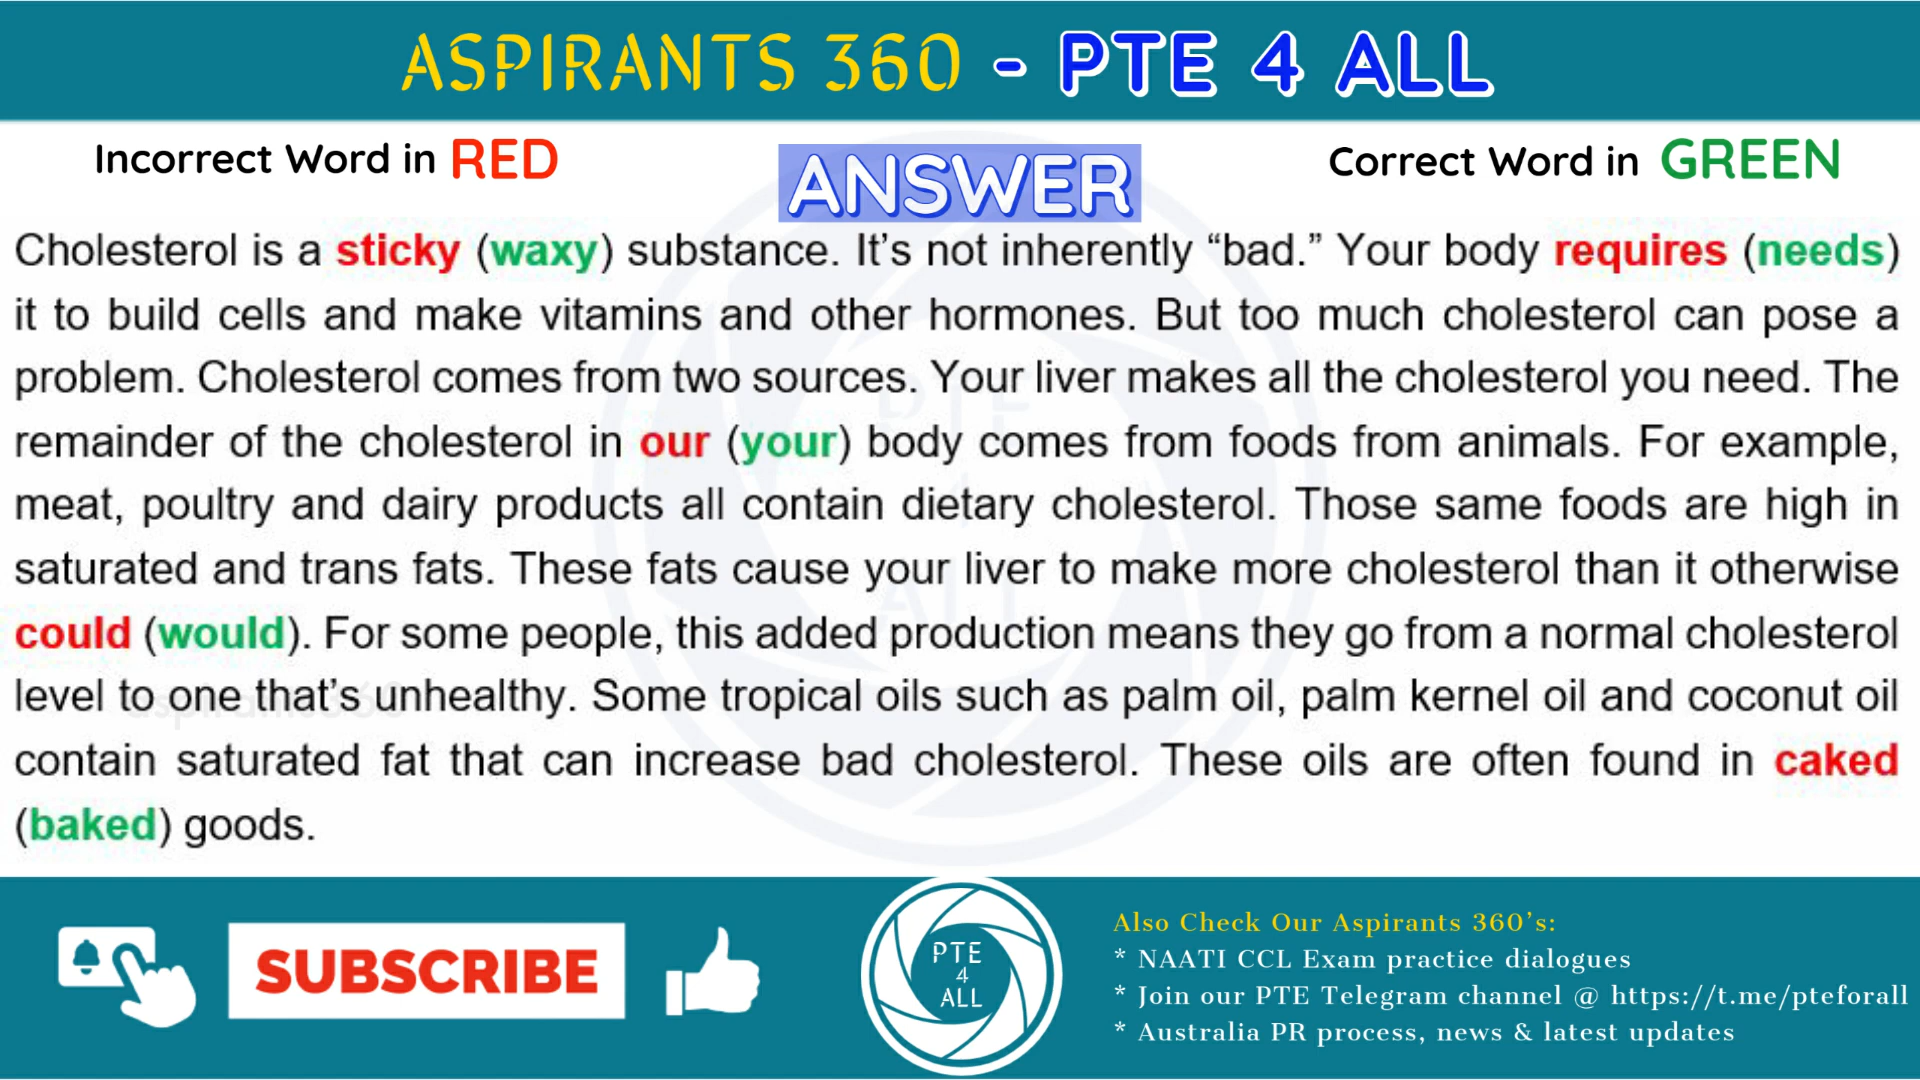 ASPIRANTS 360 - PTE 4 ALL
Incorrect Word in RED
ANSWER
Correct Word in GREEN
Cholesterol is a sticky (waxy) substance. It’s not inherently “bad.” Your body requires (needs)
it to build cells and make vitamins and other hormones. But too much cholesterol can pose a
problem. Cholesterol comes from two sources. Your liver makes all the cholesterol you need. The
remainder of the cholesterol in our (your) body comes from foods from animals. For example,
meat, poultry and dairy products all contain dietary cholesterol. Those same foods are high in
saturated and trans fats. These fats cause your liver to make more cholesterol than it otherwise
could (would). For some people, this added production means they go from a normal cholesterol
level to one that’s unhealthy. Some tropical oils such as palm oil, palm kernel oil and coconut oil
contain saturated fat that can increase bad cholesterol. These oils are often found in caked
(baked) goods.
aspirants360
PTE
4
ALL
SUBSCRIBE
PTE
4
ALL
Also Check Our Aspirants 360's:
* NAATI CCL Exam practice dialogues
* Join our PTE Telegram channel @ https://t.me/pteforall
* Australia PR process, news & latest updates